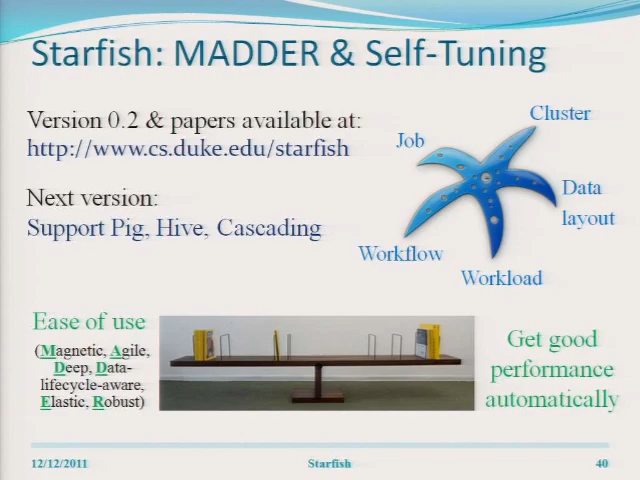 Starfish: MADDER & Self-Tuning
Version 0.2 & papers available at:
http://www.cs.duke.edu/starfish
Next version:
Support Pig, Hive, Cascading
Cluster
Job
Data
layout
Workflow
Workload
Ease of use
(Magnetic, Agile,
Deep, Data-
lifecycle-aware,
Elastic, Robust)
Get good
performance
automatically
12/12/2011
Starfish
40